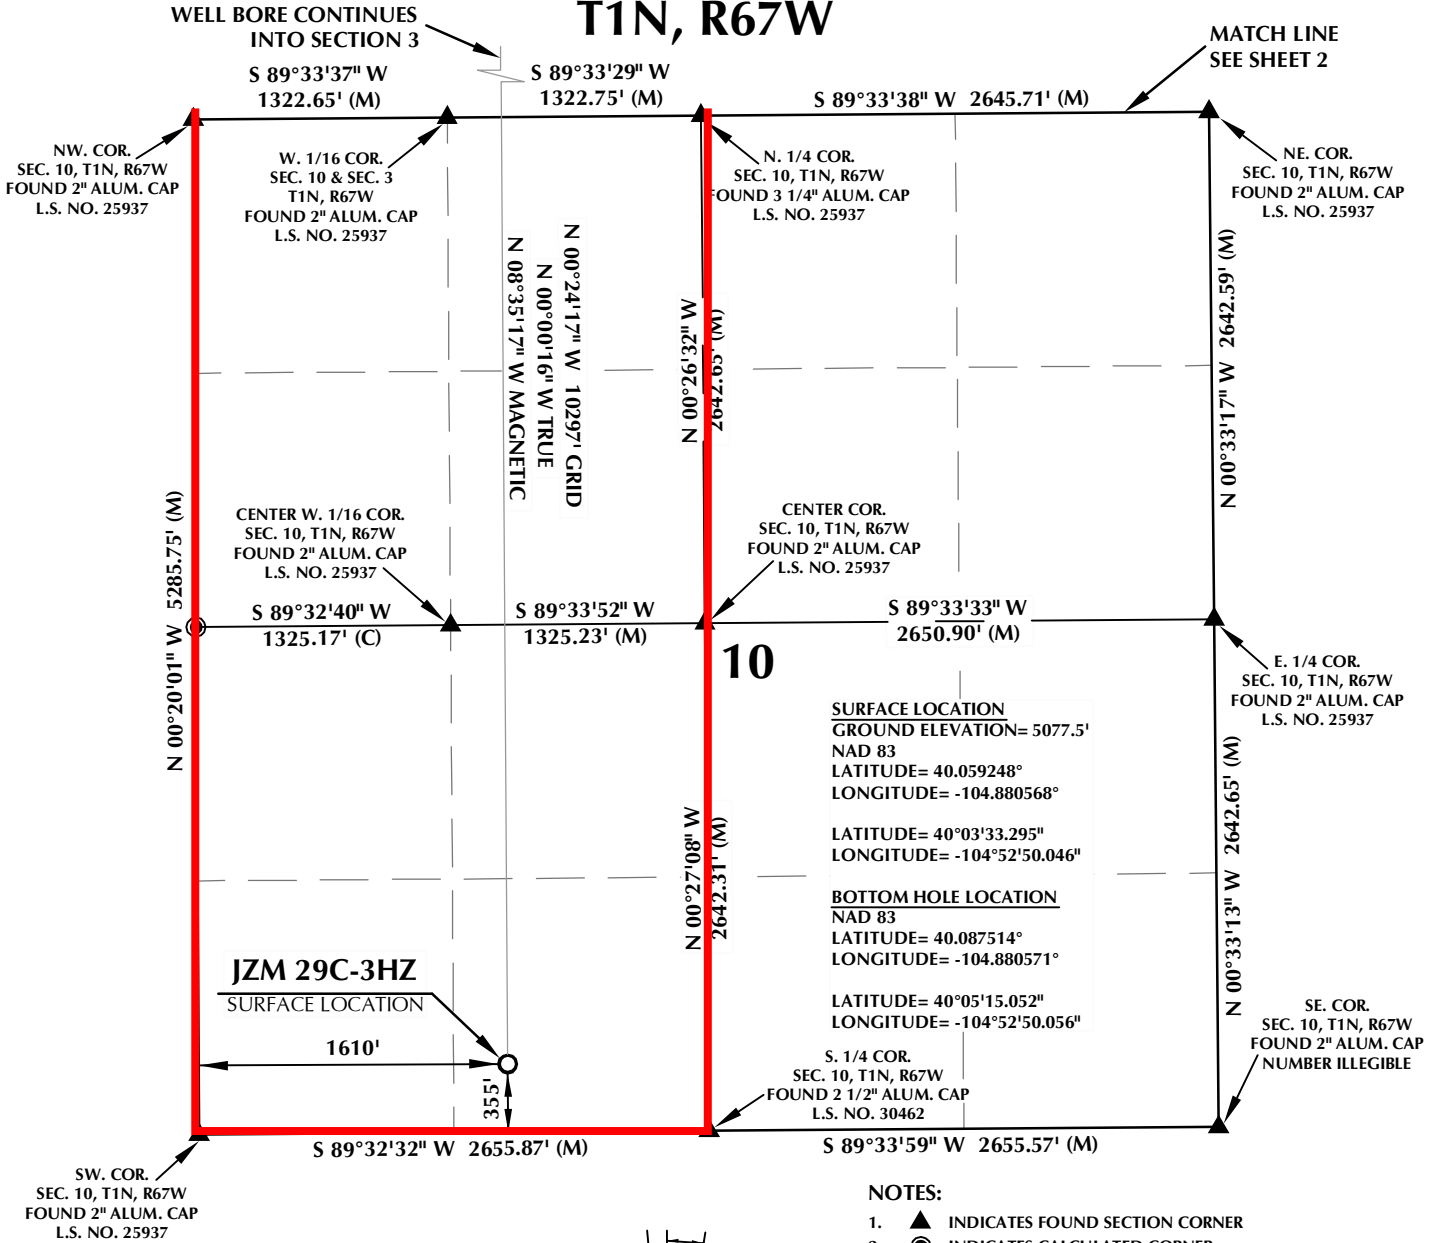 WELL BORE CONTINUES
INTO SECTION 3
T1N, R67W
MATCH LINE
SEE SHEET 2
S 89°33'37" W
1322.65' (M)
S 89°33'29" W
1322.75' (M)
S 89°33'38" W 2645.71' (M)
NW. COR.
SEC. 10, T1N, R67W
FOUND 2" ALUM. CAP
L.S. NO. 25937
W. 1/16 COR.
SEC. 10 & SEC. 3
T1N, R67W
FOUND 2" ALUM. CAP
L.S. NO. 25937
N. 1/4 COR.
SEC. 10, T1N, R67W
FOUND 3 1/4" ALUM. CAP
L.S. NO. 25937
NE. COR.
SEC. 10, T1N, R67W
FOUND 2" ALUM. CAP
L.S. NO. 25937
N 00°24'17" W 10297' GRID
N 00°00'16" W TRUE
N 08°35'17" W MAGNETIC
N 00°26'32" W
2642.65' (M)
N 00°33'17" W 2642.59' (M)
N 00°20'01" W 5285.75' (M)
CENTER W. 1/16 COR.
SEC. 10, T1N, R67W
FOUND 2" ALUM. CAP
L.S. NO. 25937
CENTER COR.
SEC. 10, T1N, R67W
FOUND 2" ALUM. CAP
L.S. NO. 25937
S 89°32'40" W
1325.17' (C)
S 89°33'52" W
1325.23' (M)
S 89°33'33" W
2650.90' (M)
10
E. 1/4 COR.
SEC. 10, T1N, R67W
FOUND 2" ALUM. CAP
L.S. NO. 25937
SURFACE LOCATION
GROUND ELEVATION= 5077.5'
NAD 83
LATITUDE= 40.059248°
LONGITUDE= -104.880568°
LATITUDE= 40°03'33.295"
LONGITUDE= -104°52'50.046"
BOTTOM HOLE LOCATION
NAD 83
LATITUDE= 40.087514°
LONGITUDE= -104.880571°
LATITUDE= 40°05'15.052"
LONGITUDE= -104°52'50.056"
N 00°27'08" W
2642.31' (M)
N 00°33'13" W 2642.65' (M)
JZM 29C-3HZ
SURFACE LOCATION
1610'
355'
S. 1/4 COR.
SEC. 10, T1N, R67W
FOUND 2 1/2" ALUM. CAP
L.S. NO. 30462
SE. COR.
SEC. 10, T1N, R67W
FOUND 2" ALUM. CAP
NUMBER ILLEGIBLE
S 89°32'32" W 2655.87' (M)
S 89°33'59" W 2655.57' (M)
SW. COR.
SEC. 10, T1N, R67W
FOUND 2" ALUM. CAP
L.S. NO. 25937
NOTES:
1. INDICATES FOUND SECTION CORNER
2. INDICATES CALCULATED CORNER